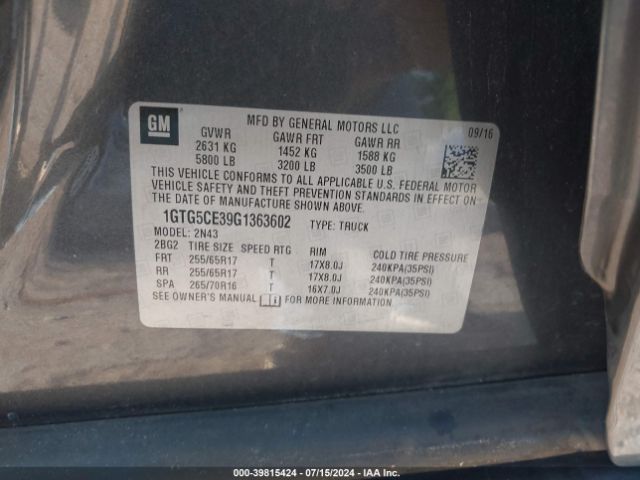 GM
MFD BY GENERAL MOTORS LLC
09/16
GVWR GAWR FRT GAWR RR
2631 KG 1452 KG 1588 KG
5800 LB 3200 LB 3500 LB
THIS VEHICLE CONFORMS TO ALL APPLICABLE U.S. FEDERAL MOTOR
VEHICLE SAFETY AND THEFT PREVENTION STANDARDS IN EFFECT ON
THE DATE OF MANUFACTURE SHOWN ABOVE.
1GTG5CE39G1363602 TYPE: TRUCK
MODEL: 2N43
2BG2 TIRE SIZE SPEED RTG RIM COLD TIRE PRESSURE
FRT 255/65R17 T 17X8.0J 240KPA(35PSI)
RR 255/65R17 T 17X8.0J 240KPA(35PSI)
SPA 265/70R16 T 16X7.0J 240KPA(35PSI)
SEE OWNER'S MANUAL i FOR MORE INFORMATION.
000-39815424 - 07/15/2024 - IAA Inc.